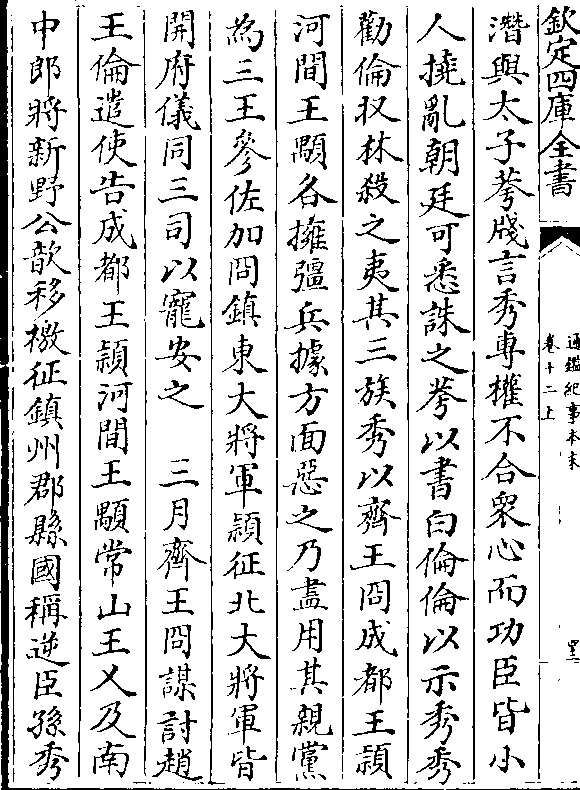 欽定四庫全書
通鑑紀事本末
卷十二上
潛與太子荂牋言秀專權不合衆心而功臣皆小
人撓亂朝廷可悉誅之荂以書白倫倫以示秀秀
勸倫收林殺之夷其三族秀以齊王冏成都王穎
河間王顒各擁彊兵據方面惡之乃盡用其親黨
為三王參佐加冏鎮東大將軍穎征北大將軍皆
開府儀同三司以寵安之　三月齊王冏謀討趙
王倫遣使告成都王穎河間王顒常山王乂及南
中郎將新野公歆移檄征鎮州郡縣國稱逆臣孫秀